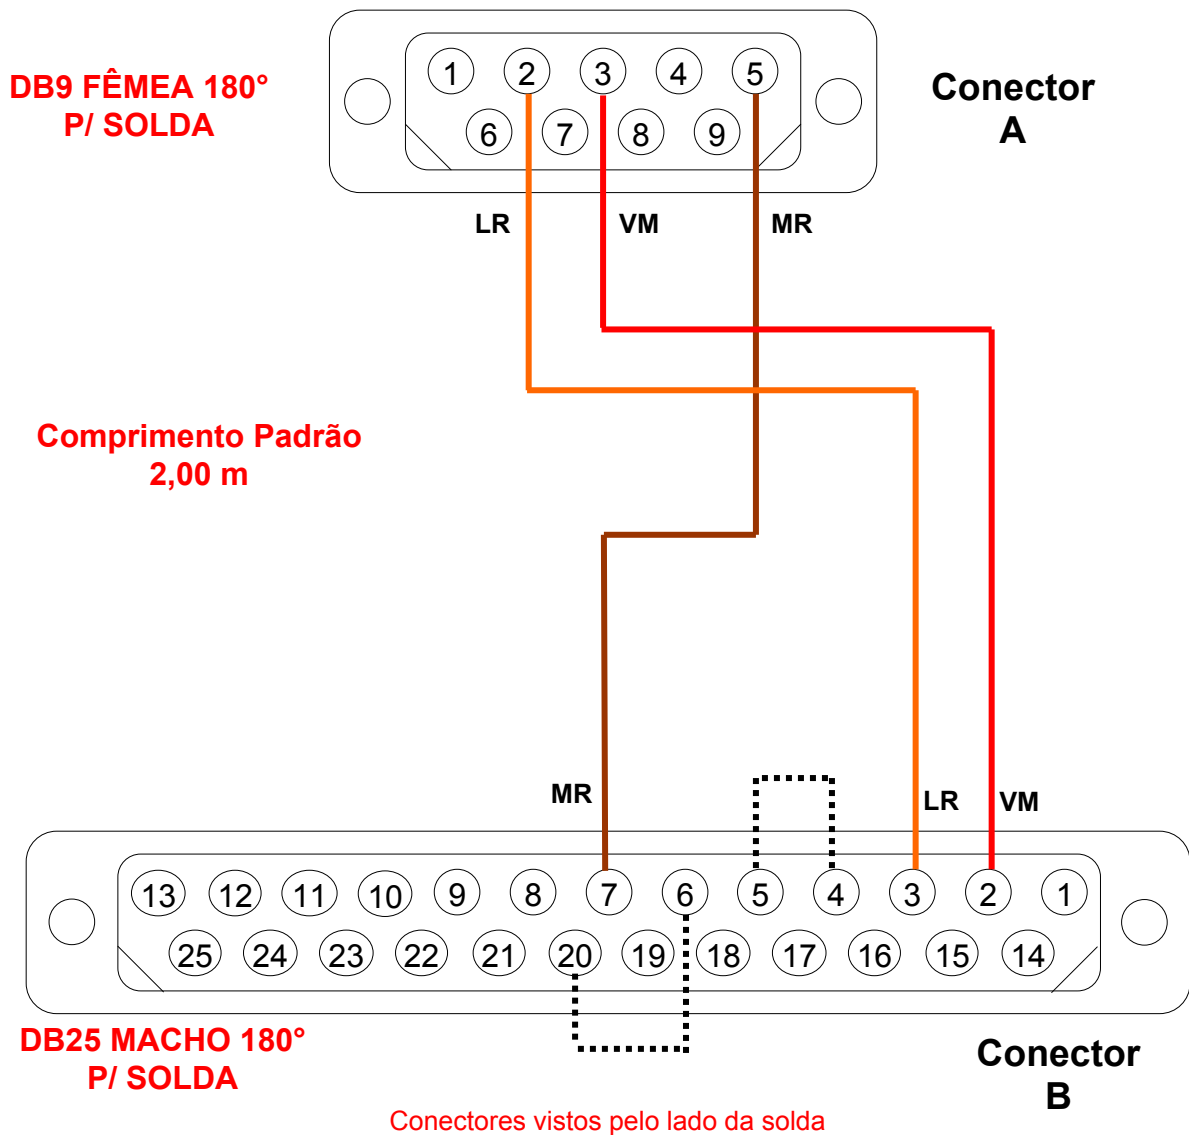 DB9 FÊMEA 180°
P/ SOLDA
Conector
A
1 2 3 4 5
6 7 8 9
LR VM MR
Comprimento Padrão
2,00 m
MR LR VM
13 12 11 10 9 8 7 6 5 4 3 2 1
25 24 23 22 21 20 19 18 17 16 15 14
DB25 MACHO 180°
P/ SOLDA
Conector
B
Conectores vistos pelo lado da solda